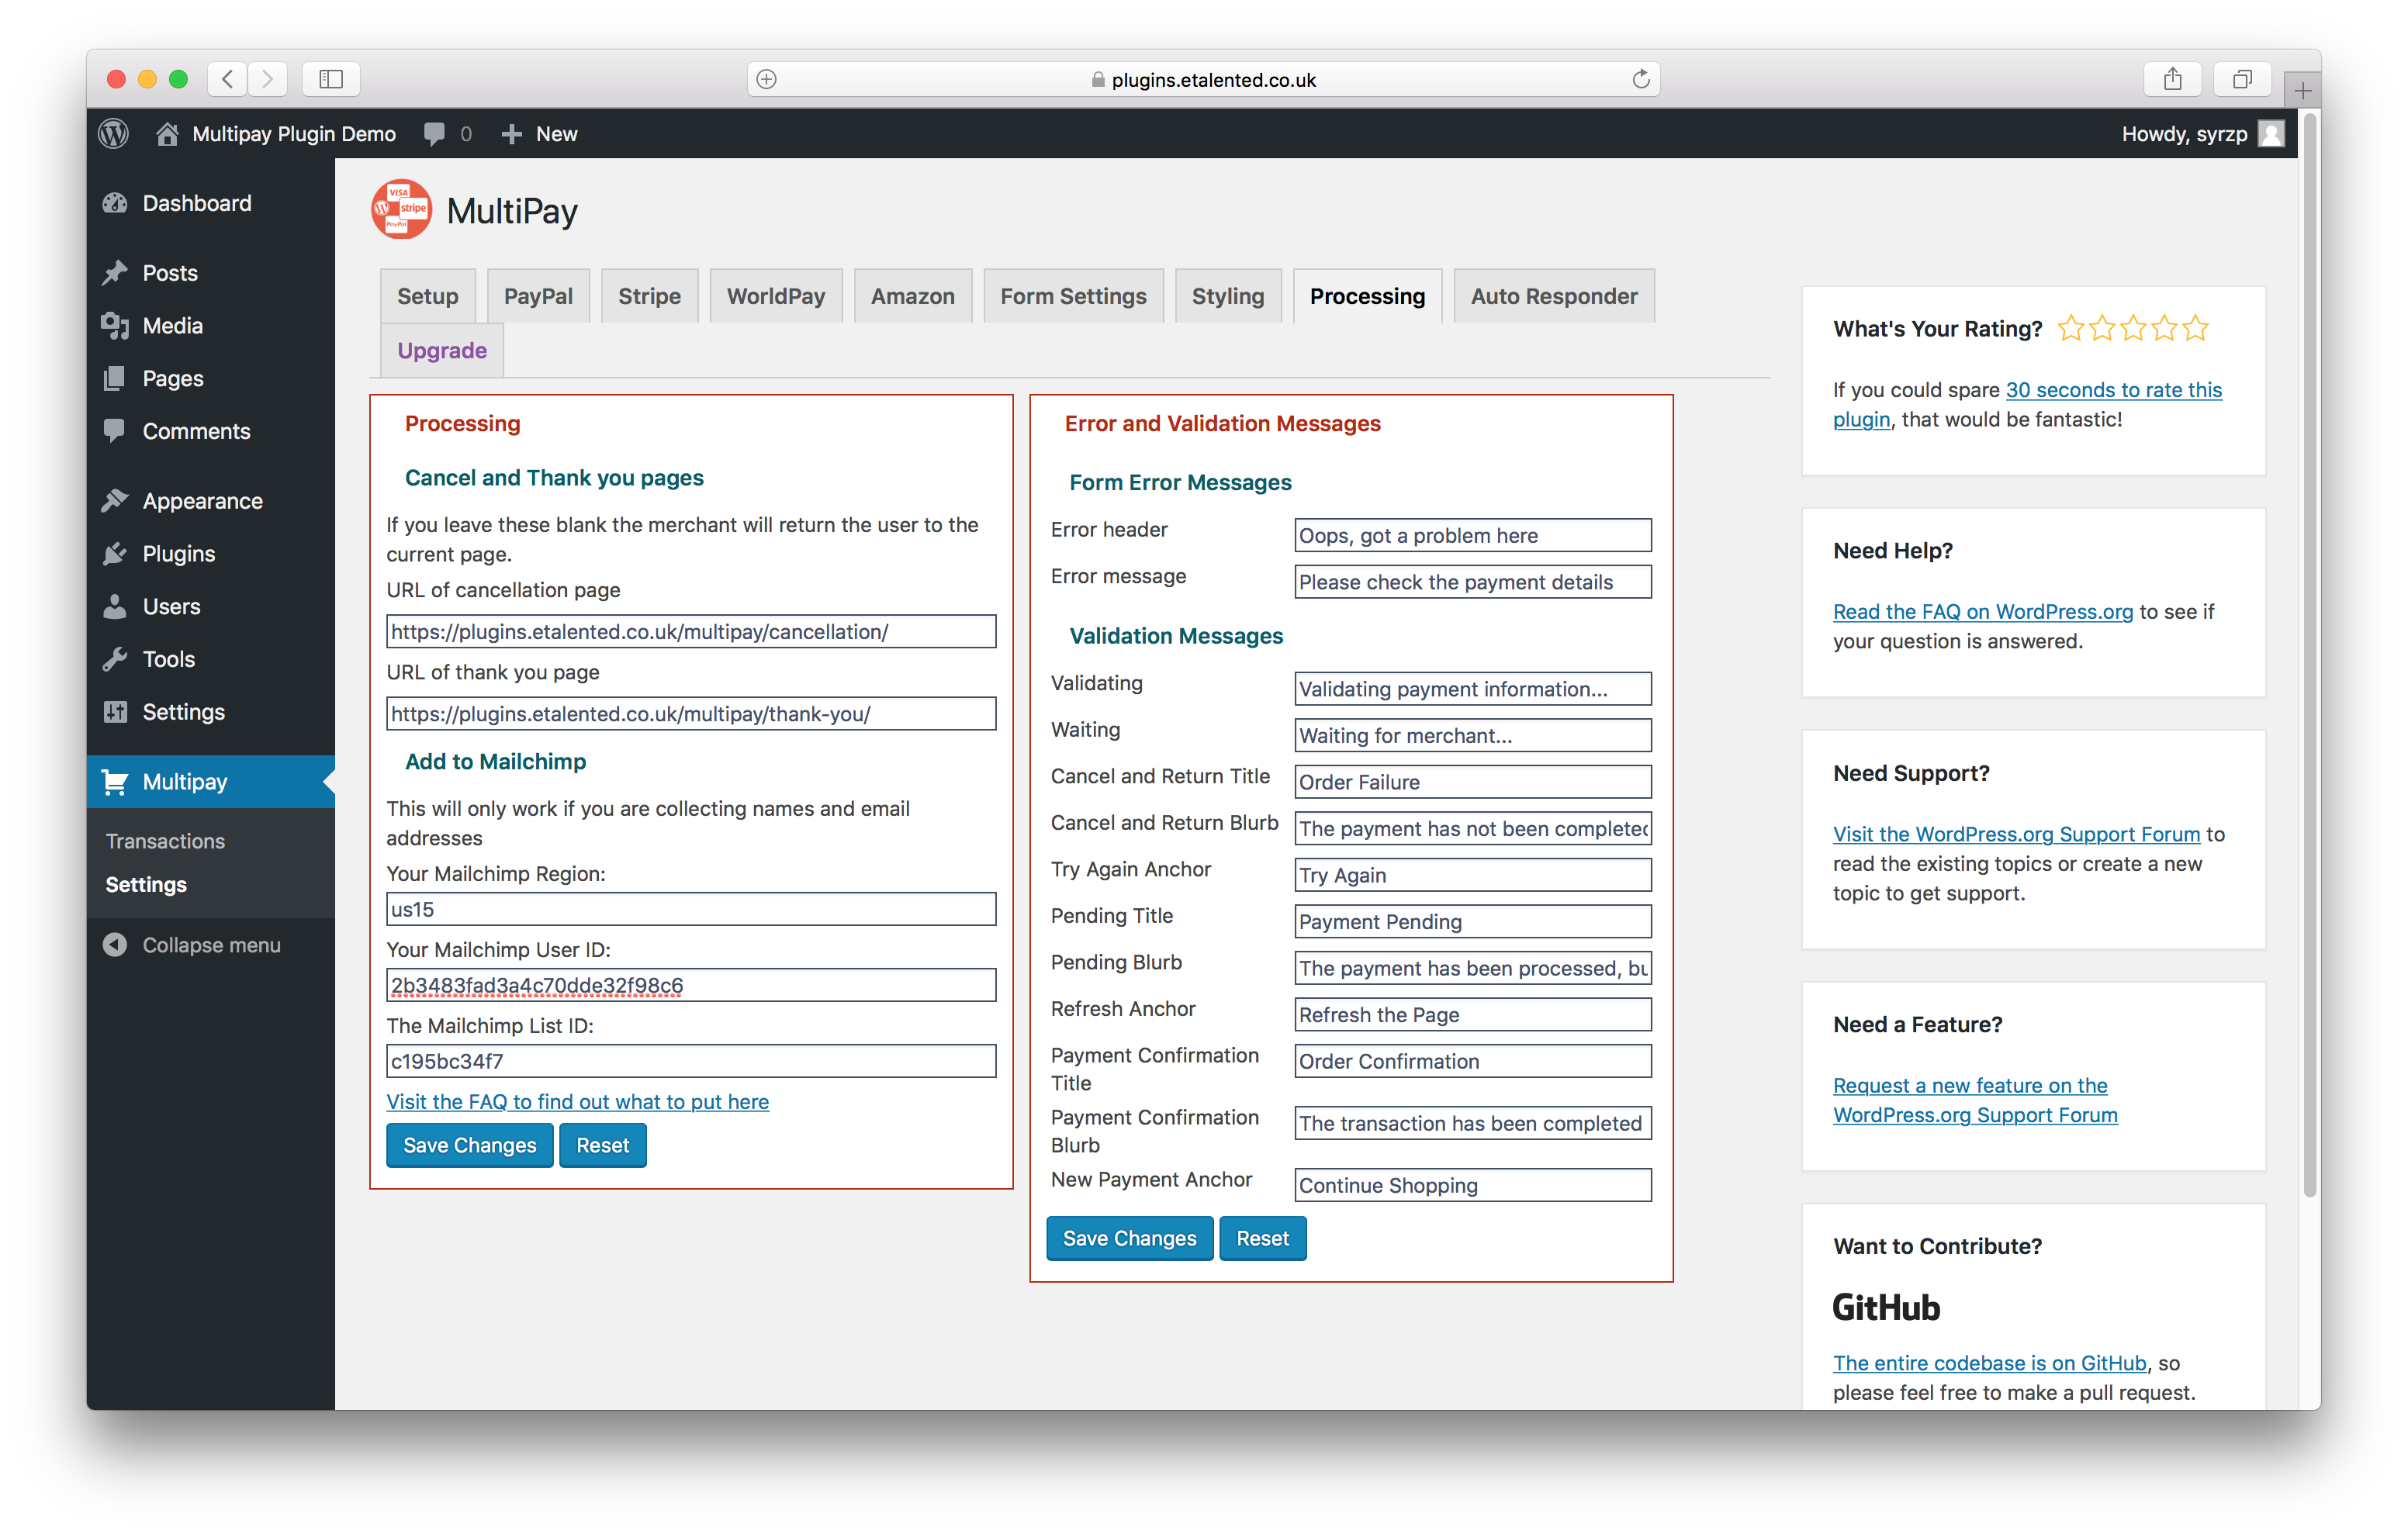 plugins.etalented.co.uk
Multipay Plugin Demo 0 New Howdy, syrzp
Dashboard
Posts
Media
Pages
Comments
Appearance
Plugins
Users
Tools
Settings
Multipay
Transactions
Settings
Collapse menu
VISA
stripe
PayPal
MultiPay
Setup PayPal Stripe WorldPay Amazon Form Settings Styling Processing Auto Responder
Upgrade
Processing
Cancel and Thank you pages
If you leave these blank the merchant will return the user to the
current page.
URL of cancellation page
https://plugins.etalented.co.uk/multipay/cancellation/
URL of thank you page
https://plugins.etalented.co.uk/multipay/thank-you/
Add to Mailchimp
This will only work if you are collecting names and email
addresses
Your Mailchimp Region:
us15
Your Mailchimp User ID:
2b3483fad3a4c70dde32f98c6
The Mailchimp List ID:
c195bc34f7
Visit the FAQ to find out what to put here
Save Changes Reset
Error and Validation Messages
Form Error Messages
Error header Oops, got a problem here
Error message Please check the payment details
Validation Messages
Validating Validating payment information...
Waiting Waiting for merchant...
Cancel and Return Title Order Failure
Cancel and Return Blurb The payment has not been completed
Try Again Anchor Try Again
Pending Title Payment Pending
Pending Blurb The payment has been processed, bu
Refresh Anchor Refresh the Page
Payment Confirmation Order Confirmation
Title
Payment Confirmation The transaction has been completed
Blurb
New Payment Anchor Continue Shopping
Save Changes Reset
What's Your Rating?
If you could spare 30 seconds to rate this
plugin, that would be fantastic!
Need Help?
Read the FAQ on WordPress.org to see if
your question is answered.
Need Support?
Visit the WordPress.org Support Forum to
read the existing topics or create a new
topic to get support.
Need a Feature?
Request a new feature on the
WordPress.org Support Forum
Want to Contribute?
GitHub
The entire codebase is on GitHub, so
please feel free to make a pull request.